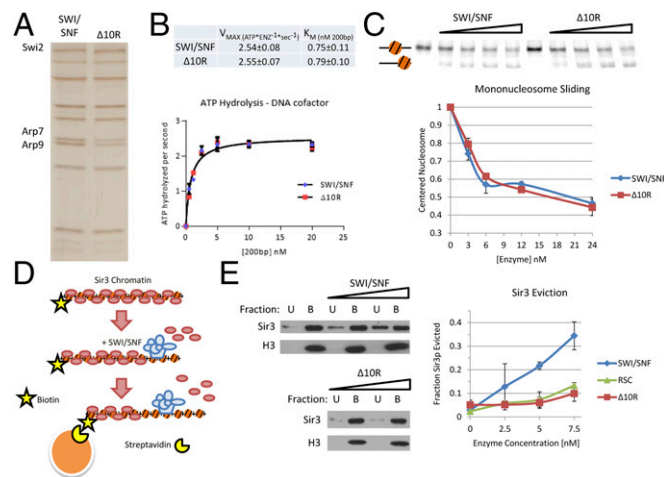 A
SWI/
SNF
Δ10R
Swi2
Arp7
Arp9
B
V MAX (ATP*ENZ-1*sec-1)
K M (nM 200bp)
SWI/SNF 2.54±0.08 0.75±0.11
Δ10R 2.55±0.07 0.79±0.10
ATP Hydrolysis - DNA cofactor
ATP hydrolyzed per second
3
2
1
0
0 5 10 15 20 25
[200bp] nM
SWI/SNF
Δ10R
C
SWI/SNF
Δ10R
Mononucleosome Sliding
Centered Nucleosome
1
0.9
0.8
0.7
0.6
0.5
0.4
0 3 6 9 12 15 18 21 24
[Enzyme] nM
SWI/SNF
Δ10R
D
Sir3 Chromatin
+ SWI/SNF
Biotin
Streptavidin
E
SWI/SNF
Fraction: U B U B U B
Sir3
H3
Δ10R
Fraction: U B U B
Sir3
H3
Sir3 Eviction
Fraction Sir3p Evicted
0.4
0.3
0.2
0.1
0
0 2.5 5 7.5
Enzyme Concentration [nM]
SWI/SNF
RSC
Δ10R